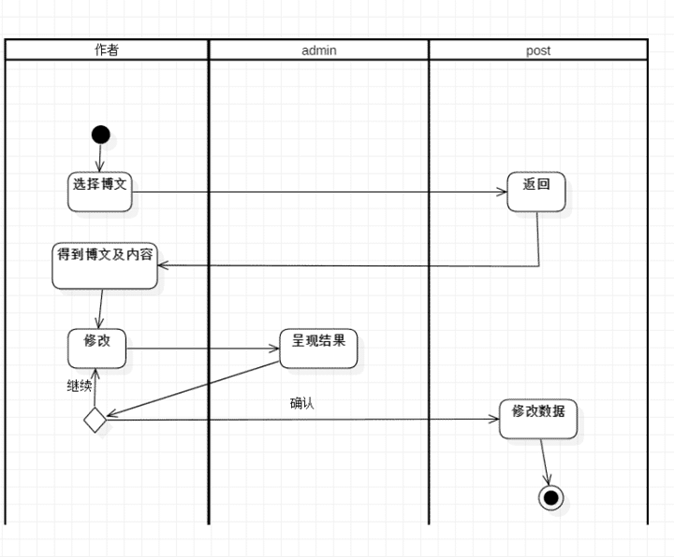 作者
admin
post
选择博文
返回
得到博文及内容
修改
呈现结果
继续
确认
修改数据